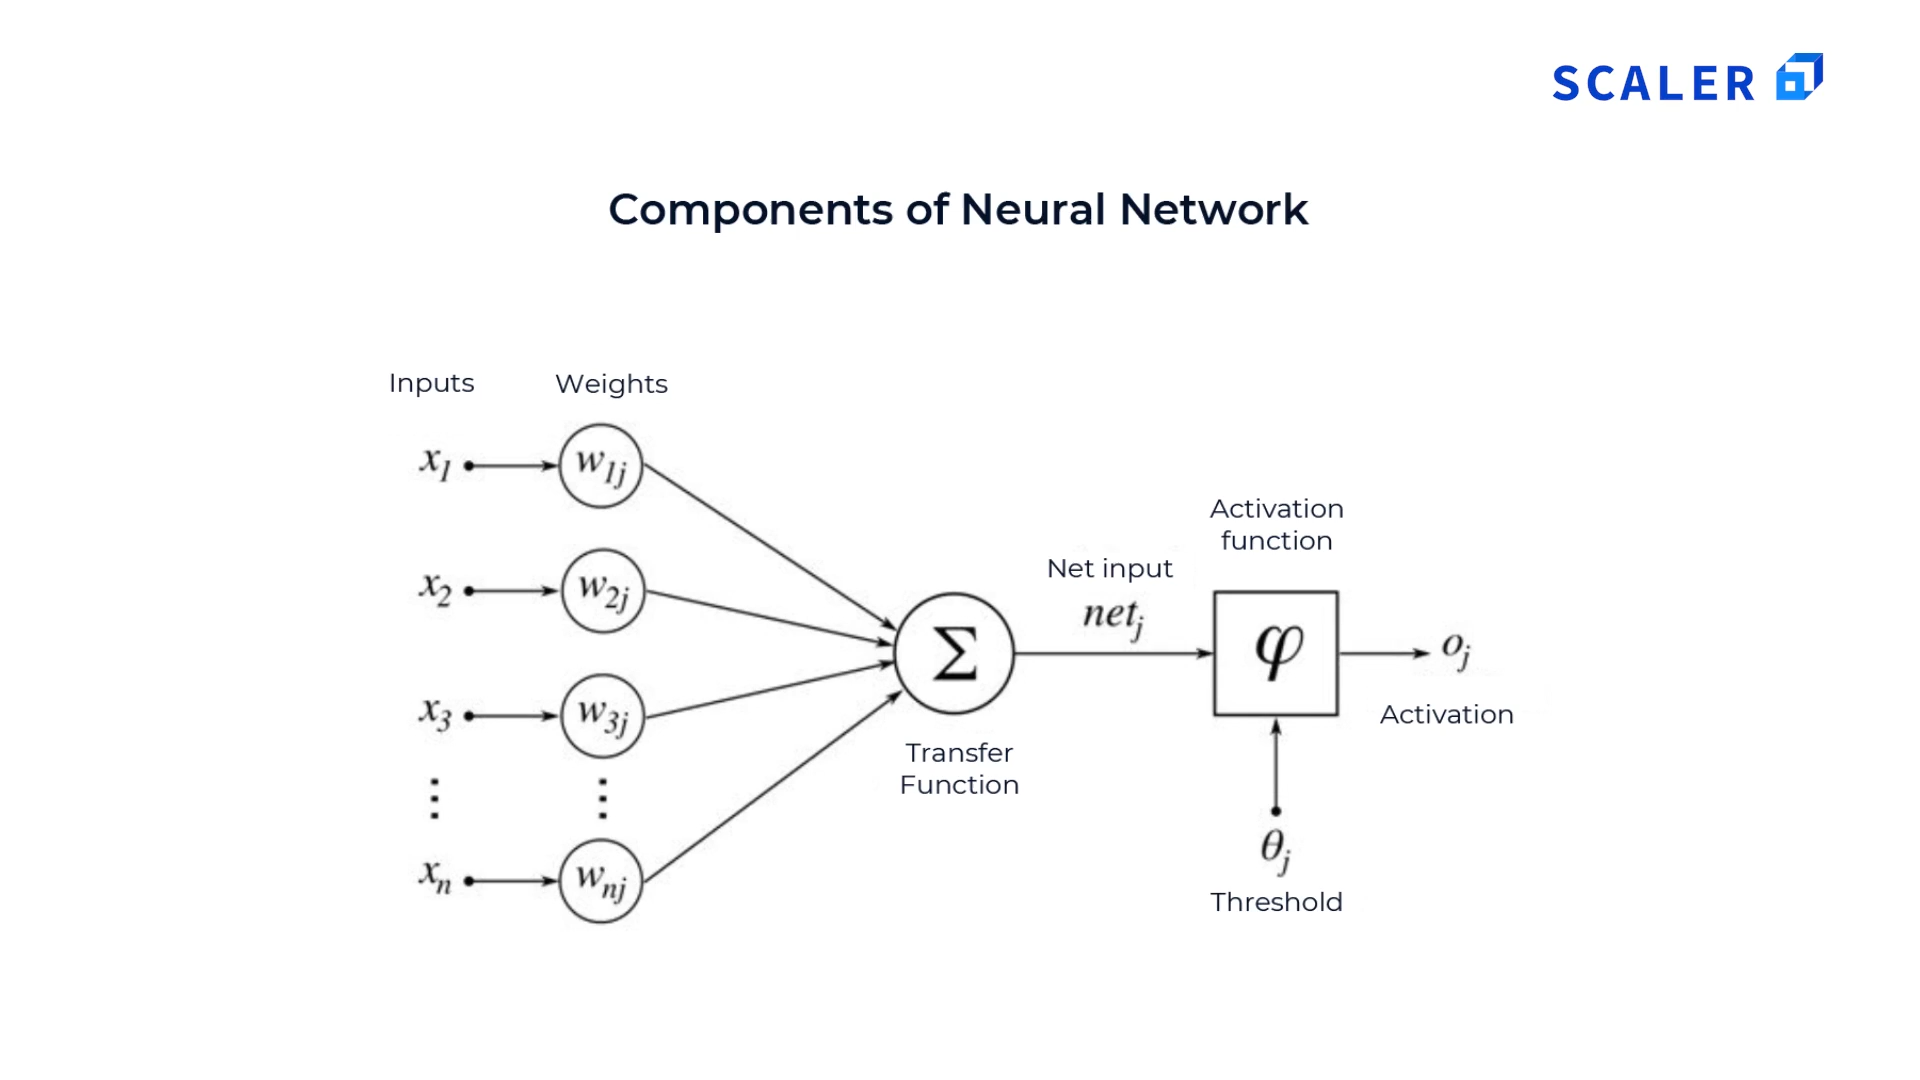 SCALER
Components of Neural Network
Inputs
Weights
x₁
w₁ⱼ
x₂
w₂ⱼ
x₃
w₃ⱼ
⋮
⋮
xₙ
wₙⱼ
Σ
Transfer
Function
Net input
netⱼ
Activation
function
φ
oⱼ
Activation
θⱼ
Threshold